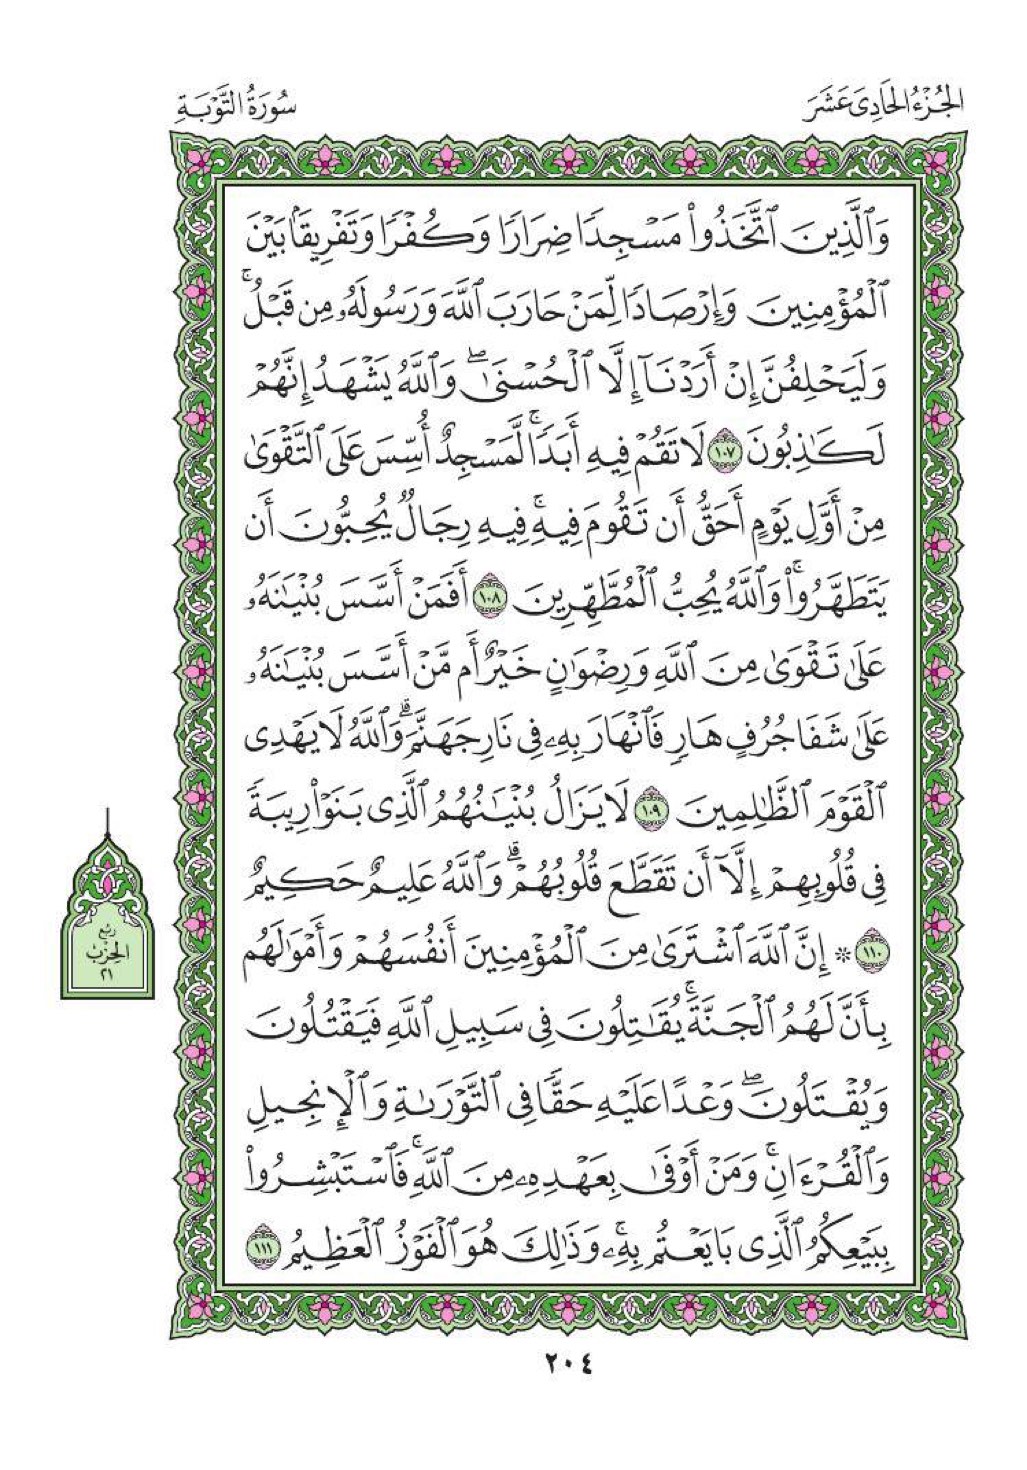 الجُزْءُ الحَادِيَ عَشَرَ
سُورَةُ التَّوْبَةِ
وَٱلَّذِينَ ٱتَّخَذُوا۟ مَسْجِدًا ضِرَارًا وَكُفْرًا وَتَفْرِيقًۢا بَيْنَ
ٱلْمُؤْمِنِينَ وَإِرْصَادًا لِّمَنْ حَارَبَ ٱللَّهَ وَرَسُولَهُۥ مِن قَبْلُ ۚ
وَلَيَحْلِفُنَّ إِنْ أَرَدْنَآ إِلَّا ٱلْحُسْنَىٰ ۖ وَٱللَّهُ يَشْهَدُ إِنَّهُمْ
لَكَـٰذِبُونَ ١٠٧ لَا تَقُمْ فِيهِ أَبَدًا ۚ لَّمَسْجِدٌ أُسِّسَ عَلَى ٱلتَّقْوَىٰ
مِنْ أَوَّلِ يَوْمٍ أَحَقُّ أَن تَقُومَ فِيهِ ۚ فِيهِ رِجَالٌ يُحِبُّونَ أَن
يَتَطَهَّرُوا۟ ۚ وَٱللَّهُ يُحِبُّ ٱلْمُطَّهِّرِينَ ١٠٨ أَفَمَنْ أَسَّسَ بُنْيَـٰنَهُۥ
عَلَىٰ تَقْوَىٰ مِنَ ٱللَّهِ وَرِضْوَٰنٍ خَيْرٌ أَم مَّنْ أَسَّسَ بُنْيَـٰنَهُۥ
عَلَىٰ شَفَا جُرُفٍ هَارٍ فَٱنْهَارَ بِهِۦ فِى نَارِ جَهَنَّمَ ۗ وَٱللَّهُ لَا يَهْدِى
ٱلْقَوْمَ ٱلظَّـٰلِمِينَ ١٠٩ لَا يَزَالُ بُنْيَـٰنُهُمُ ٱلَّذِى بَنَوْا۟ رِيبَةً
فِى قُلُوبِهِمْ إِلَّآ أَن تَقَطَّعَ قُلُوبُهُمْ ۗ وَٱللَّهُ عَلِيمٌ حَكِيمٌ
١١٠ * إِنَّ ٱللَّهَ ٱشْتَرَىٰ مِنَ ٱلْمُؤْمِنِينَ أَنفُسَهُمْ وَأَمْوَٰلَهُم
بِأَنَّ لَهُمُ ٱلْجَنَّةَ ۚ يُقَـٰتِلُونَ فِى سَبِيلِ ٱللَّهِ فَيَقْتُلُونَ
وَيُقْتَلُونَ ۖ وَعْدًا عَلَيْهِ حَقًّا فِى ٱلتَّوْرَىٰةِ وَٱلْإِنجِيلِ
وَٱلْقُرْءَانِ ۚ وَمَنْ أَوْفَىٰ بِعَهْدِهِۦ مِنَ ٱللَّهِ ۚ فَٱسْتَبْشِرُوا۟
بِبَيْعِكُمُ ٱلَّذِى بَايَعْتُم بِهِۦ ۚ وَذَٰلِكَ هُوَ ٱلْفَوْزُ ٱلْعَظِيمُ ١١١
رُبْع
الحِزْبِ
٢١
٢٠٤